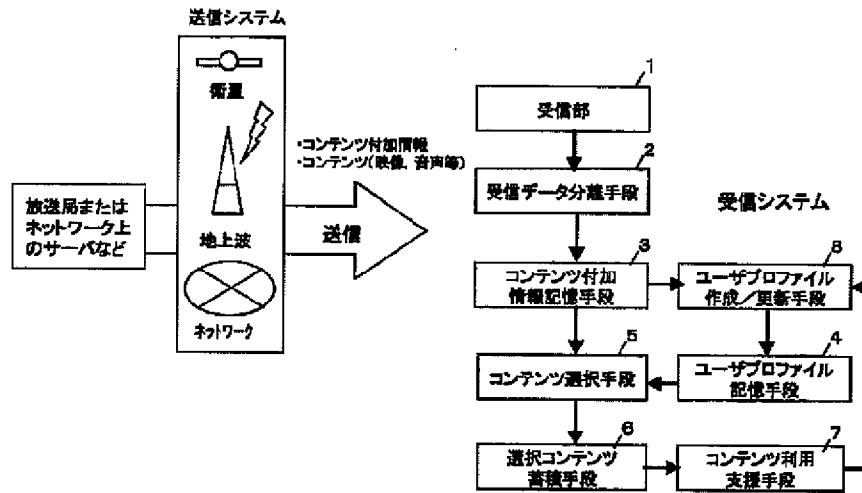 送信システム
衛星
地上波
ネットワーク
放送局または
ネットワーク上
のサーバなど
・コンテンツ付加情報
・コンテンツ(映像、音声等)
送信
受信システム
1
受信部
2
受信データ分離手段
3
コンテンツ付加
情報記憶手段
8
ユーザプロファイル
作成／更新手段
5
コンテンツ選択手段
4
ユーザプロファイル
記憶手段
6
選択コンテンツ
蓄積手段
7
コンテンツ利用
支援手段